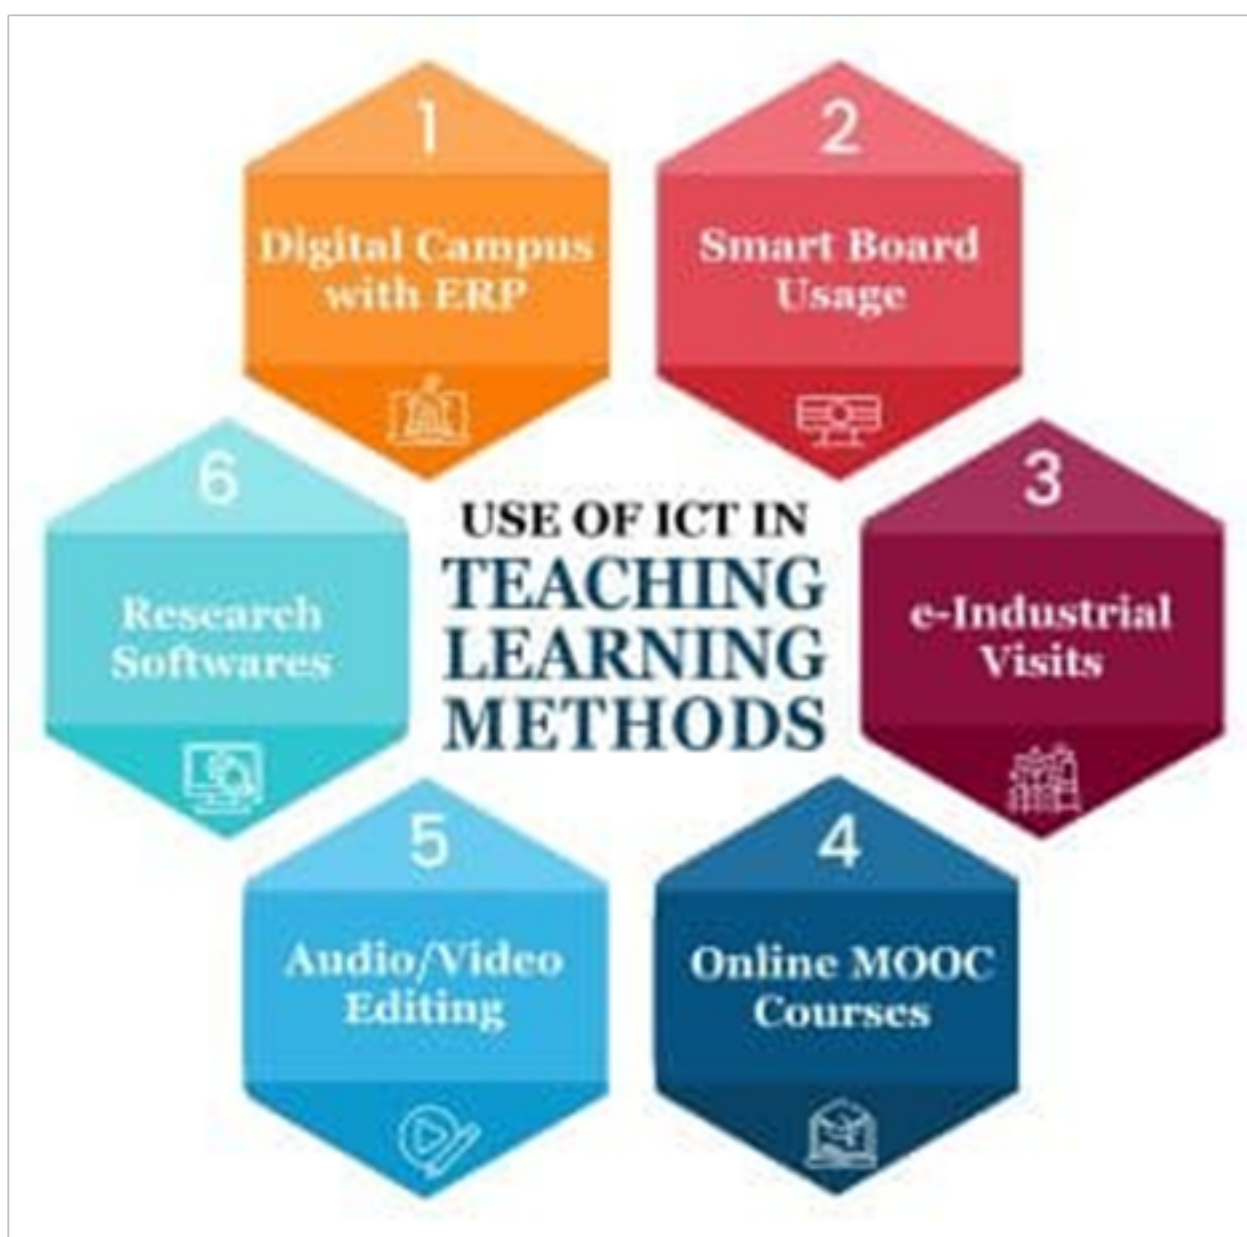 1
Digital Campus
with ERP
2
Smart Board
Usage
3
e-Industrial
Visits
4
Online MOOC
Courses
5
Audio/Video
Editing
6
Research
Softwares
USE OF ICT IN
TEACHING
LEARNING
METHODS